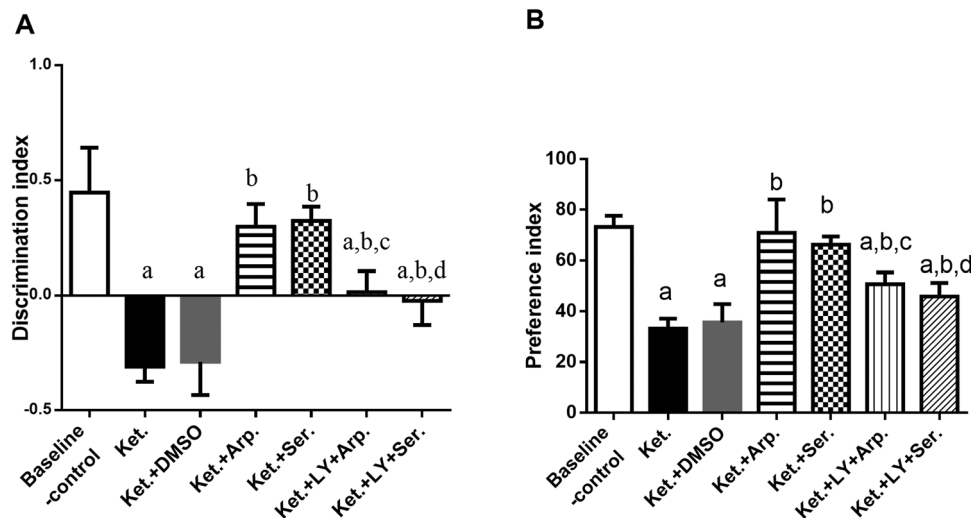 A
Discrimination index
1.0
0.5
0.0
-0.5
a
a
b
b
a,b,c
a,b,d
Baseline
-control
Ket.
Ket.+DMSO
Ket.+Arp.
Ket.+Ser.
Ket.+LY+Arp.
Ket.+LY+Ser.
B
Preference index
100
80
60
40
20
0
a
a
b
b
a,b,c
a,b,d
Baseline
-control
Ket.
Ket.+DMSO
Ket.+Arp.
Ket.+Ser.
Ket.+LY+Arp.
Ket.+LY+Ser.